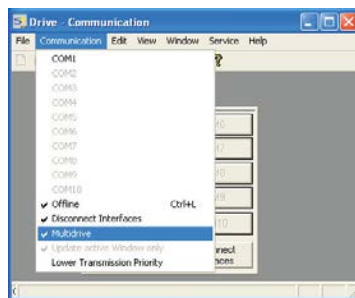 Drive - Communication
File Communication Edit View Window Service Help
COM1
COM2
COM3
COM4
COM5
COM6
COM7
COM8
COM9
COM10
Offline Ctrl+L
Disconnect Interfaces
Multidrive
Update active Window only
Lower Transmission Priority